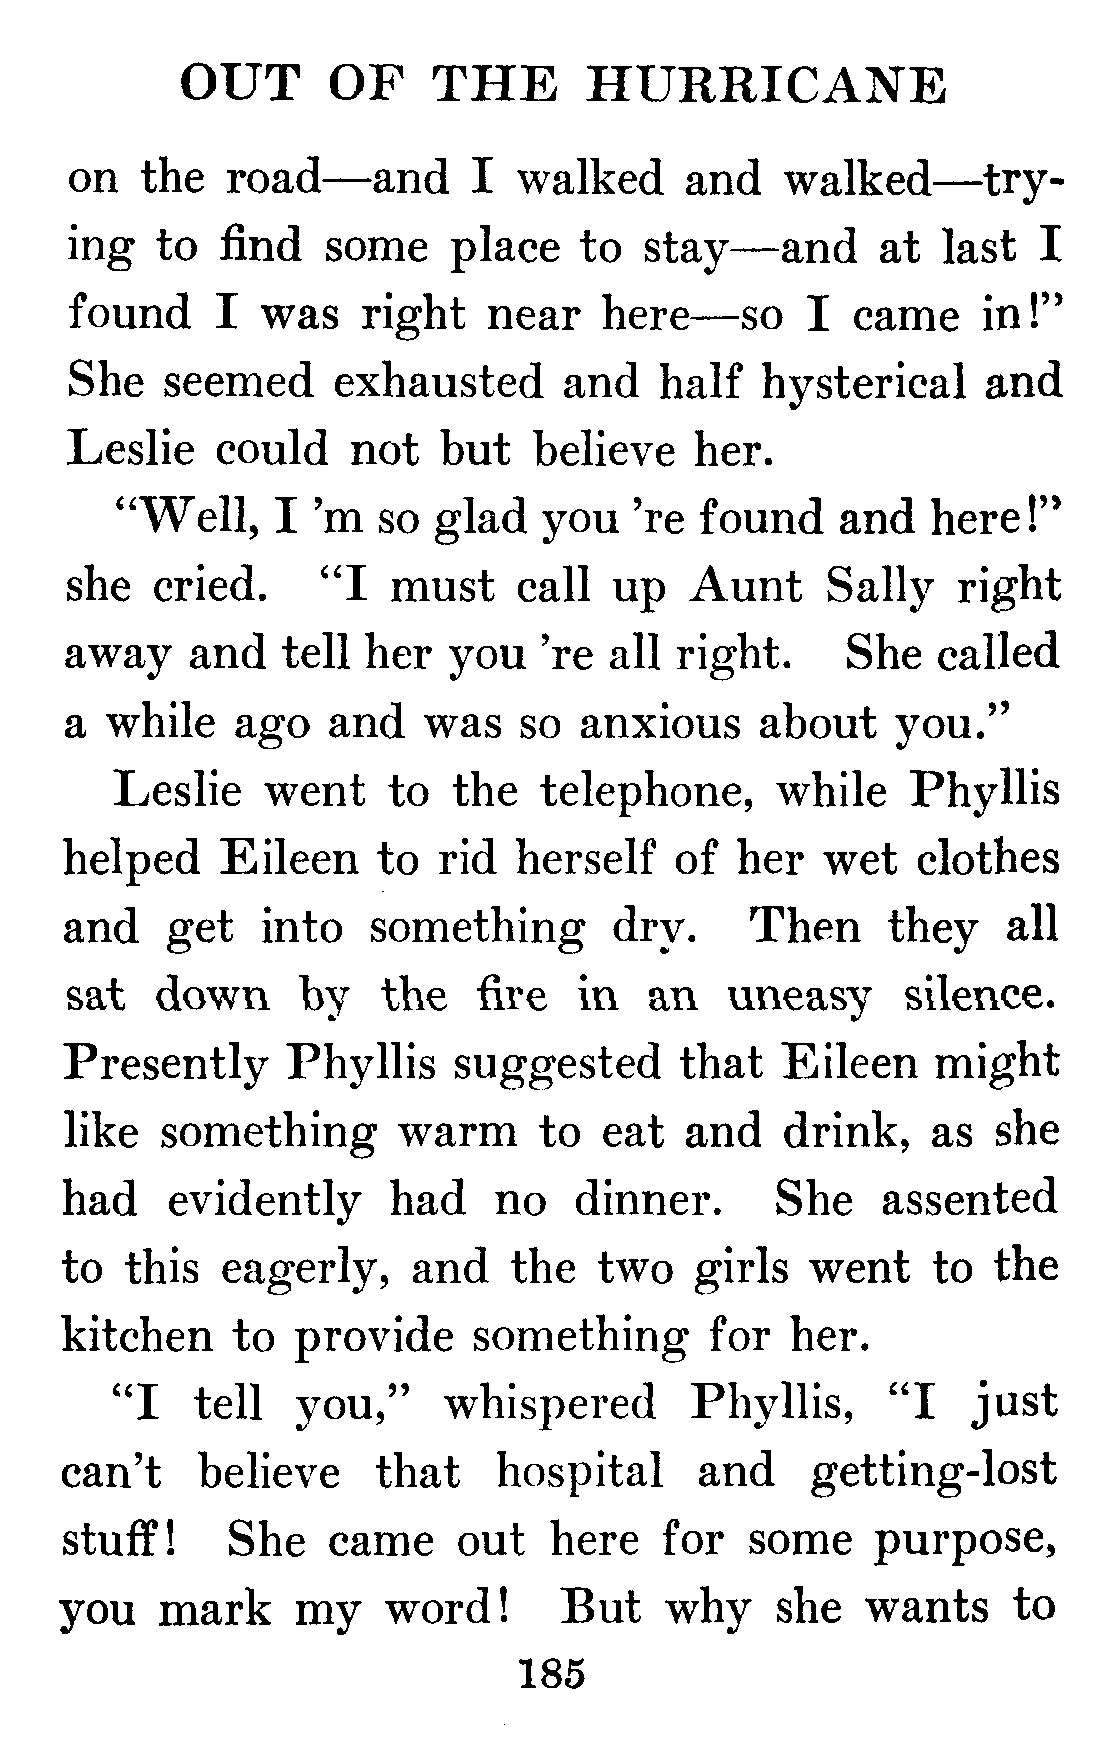 OUT OF THE HURRICANE
on the road—and I walked and walked—try-
ing to find some place to stay—and at last I
found I was right near here—so I came in!”
She seemed exhausted and half hysterical and
Leslie could not but believe her.
“Well, I ’m so glad you ’re found and here!”
she cried. “I must call up Aunt Sally right
away and tell her you ’re all right. She called
a while ago and was so anxious about you.”
Leslie went to the telephone, while Phyllis
helped Eileen to rid herself of her wet clothes
and get into something dry. Then they all
sat down by the fire in an uneasy silence.
Presently Phyllis suggested that Eileen might
like something warm to eat and drink, as she
had evidently had no dinner. She assented
to this eagerly, and the two girls went to the
kitchen to provide something for her.
“I tell you,” whispered Phyllis, “I just
can’t believe that hospital and getting-lost
stuff! She came out here for some purpose,
you mark my word! But why she wants to
185